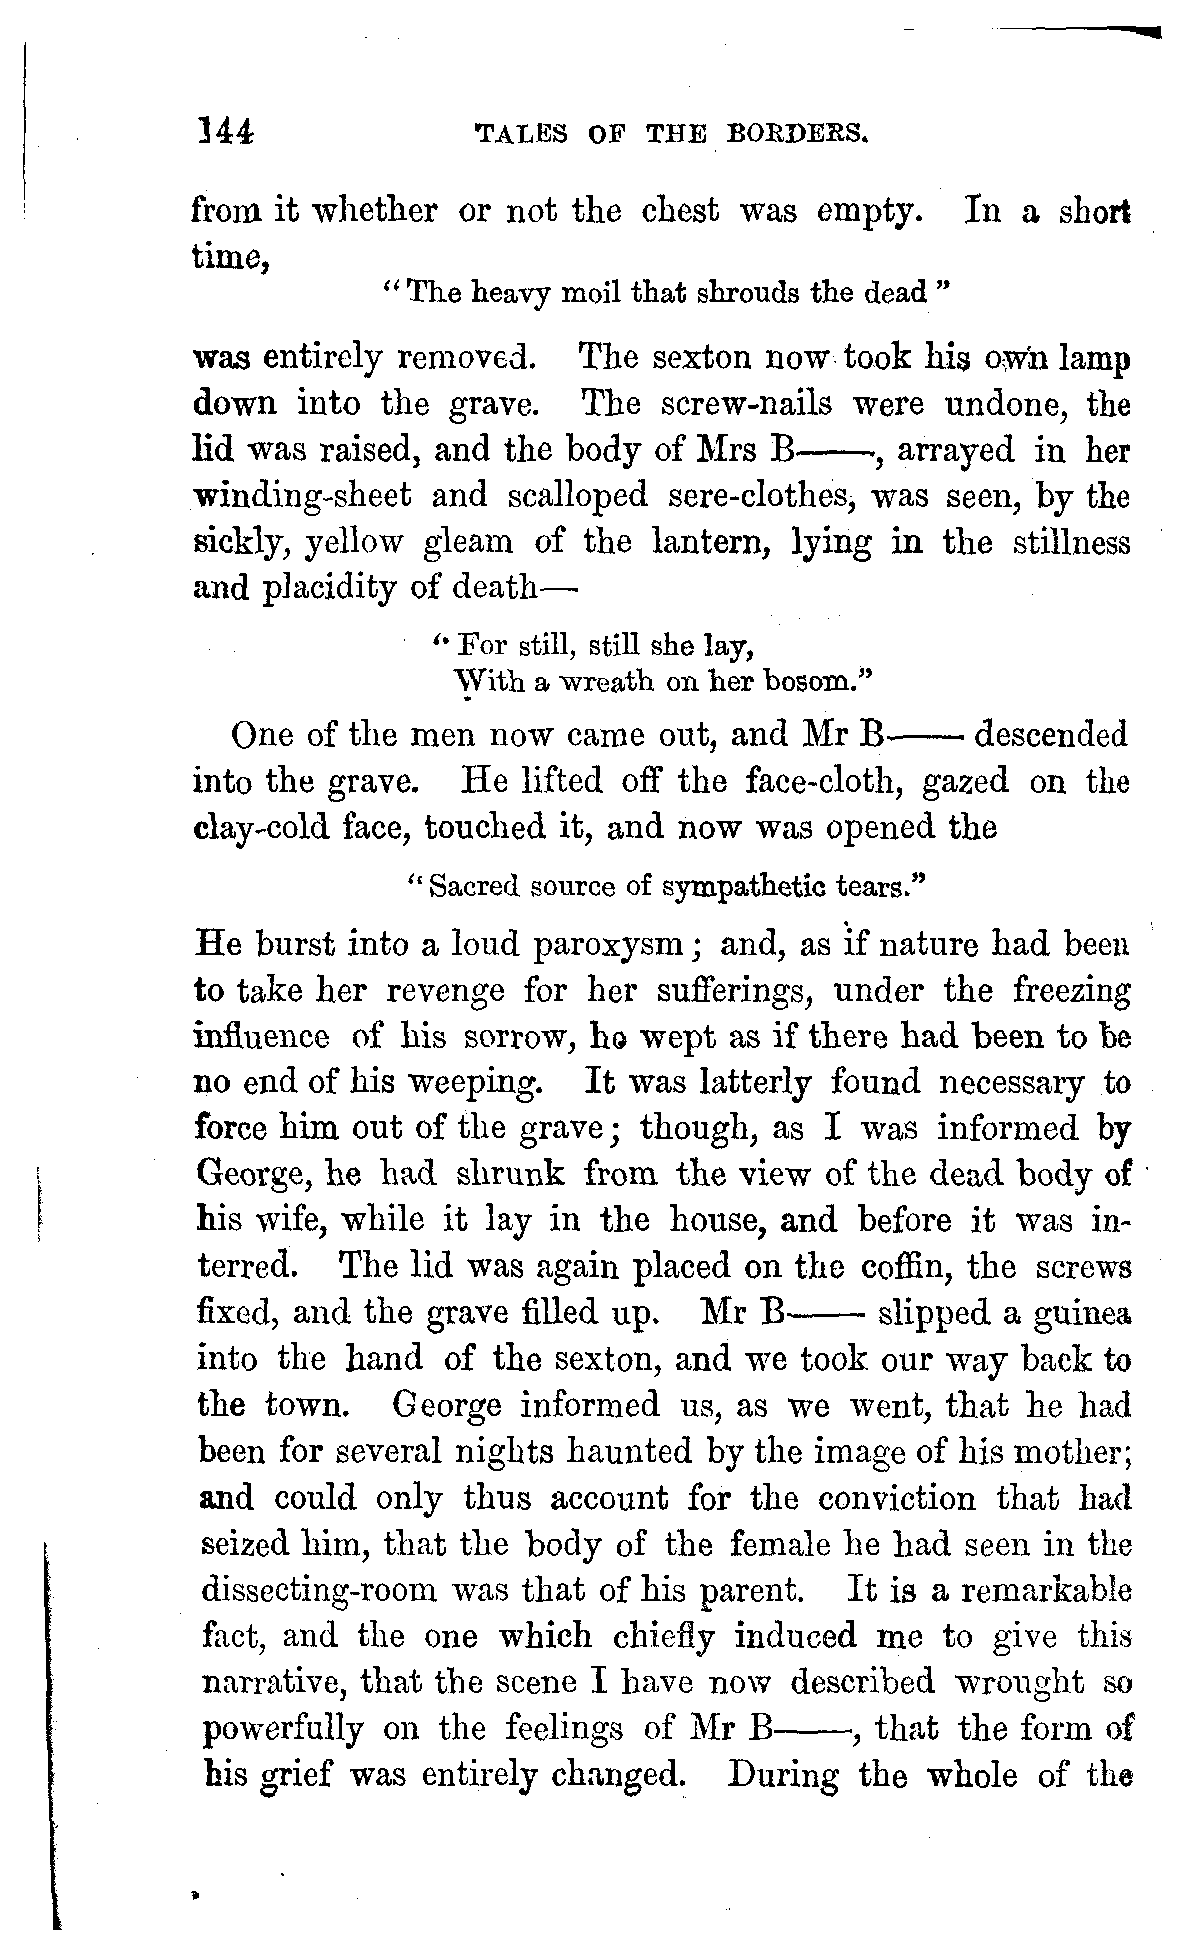 144 TALES OF THE BORDERS.
from it whether or not the chest was empty. In a short
time,
"The heavy moil that shrouds the dead"
was entirely removed. The sexton now took his own lamp
down into the grave. The screw-nails were undone, the
lid was raised, and the body of Mrs B——, arrayed in her
winding-sheet and scalloped sere-clothes, was seen, by the
sickly, yellow gleam of the lantern, lying in the stillness
and placidity of death—
"For still, still she lay,
With a wreath on her bosom."
One of the men now came out, and Mr B—— descended
into the grave. He lifted off the face-cloth, gazed on the
clay-cold face, touched it, and now was opened the
"Sacred source of sympathetic tears."
He burst into a loud paroxysm; and, as if nature had been
to take her revenge for her sufferings, under the freezing
influence of his sorrow, he wept as if there had been to be
no end of his weeping. It was latterly found necessary to
force him out of the grave; though, as I was informed by
George, he had shrunk from the view of the dead body of
his wife, while it lay in the house, and before it was in-
terred. The lid was again placed on the coffin, the screws
fixed, and the grave filled up. Mr B—— slipped a guinea
into the hand of the sexton, and we took our way back to
the town. George informed us, as we went, that he had
been for several nights haunted by the image of his mother;
and could only thus account for the conviction that had
seized him, that the body of the female he had seen in the
dissecting-room was that of his parent. It is a remarkable
fact, and the one which chiefly induced me to give this
narrative, that the scene I have now described wrought so
powerfully on the feelings of Mr B——, that the form of
his grief was entirely changed. During the whole of the